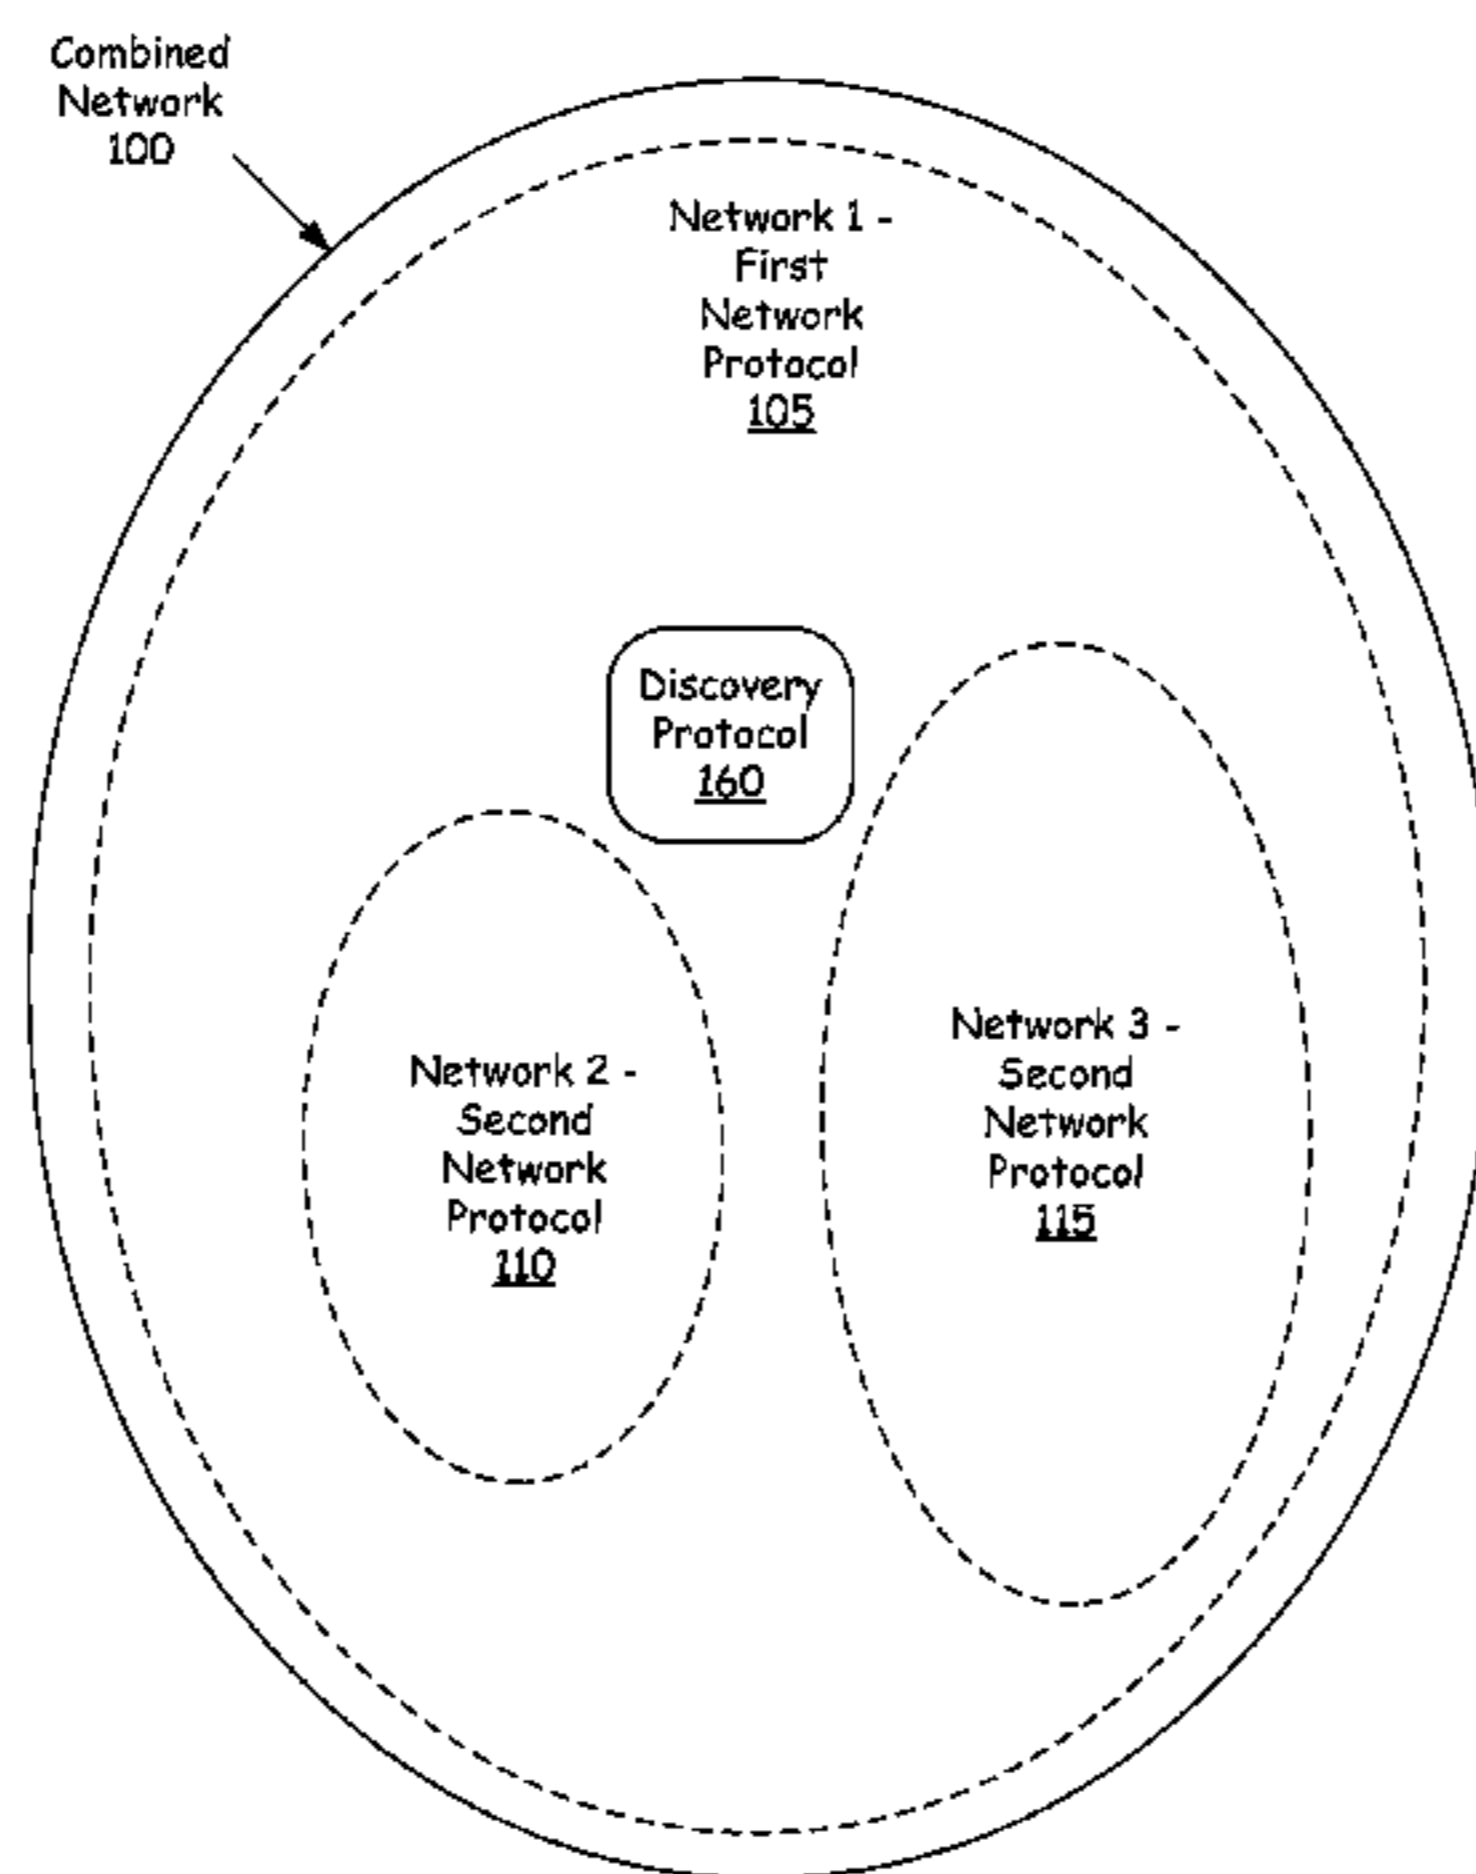 Combined
Network
100
Network 1 -
First
Network
Protocol
105
Discovery
Protocol
160
Network 2 -
Second
Network
Protocol
110
Network 3 -
Second
Network
Protocol
115